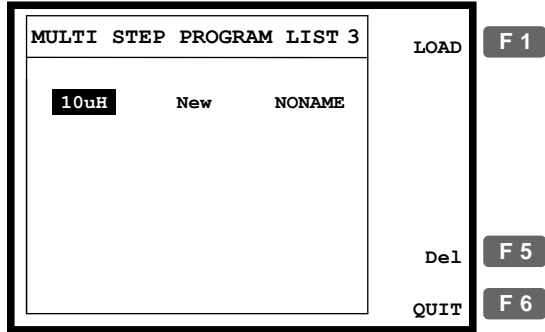 MULTI STEP PROGRAM LIST 3
LOAD
F 1
10uH New NONAME
Del
F 5
QUIT
F 6